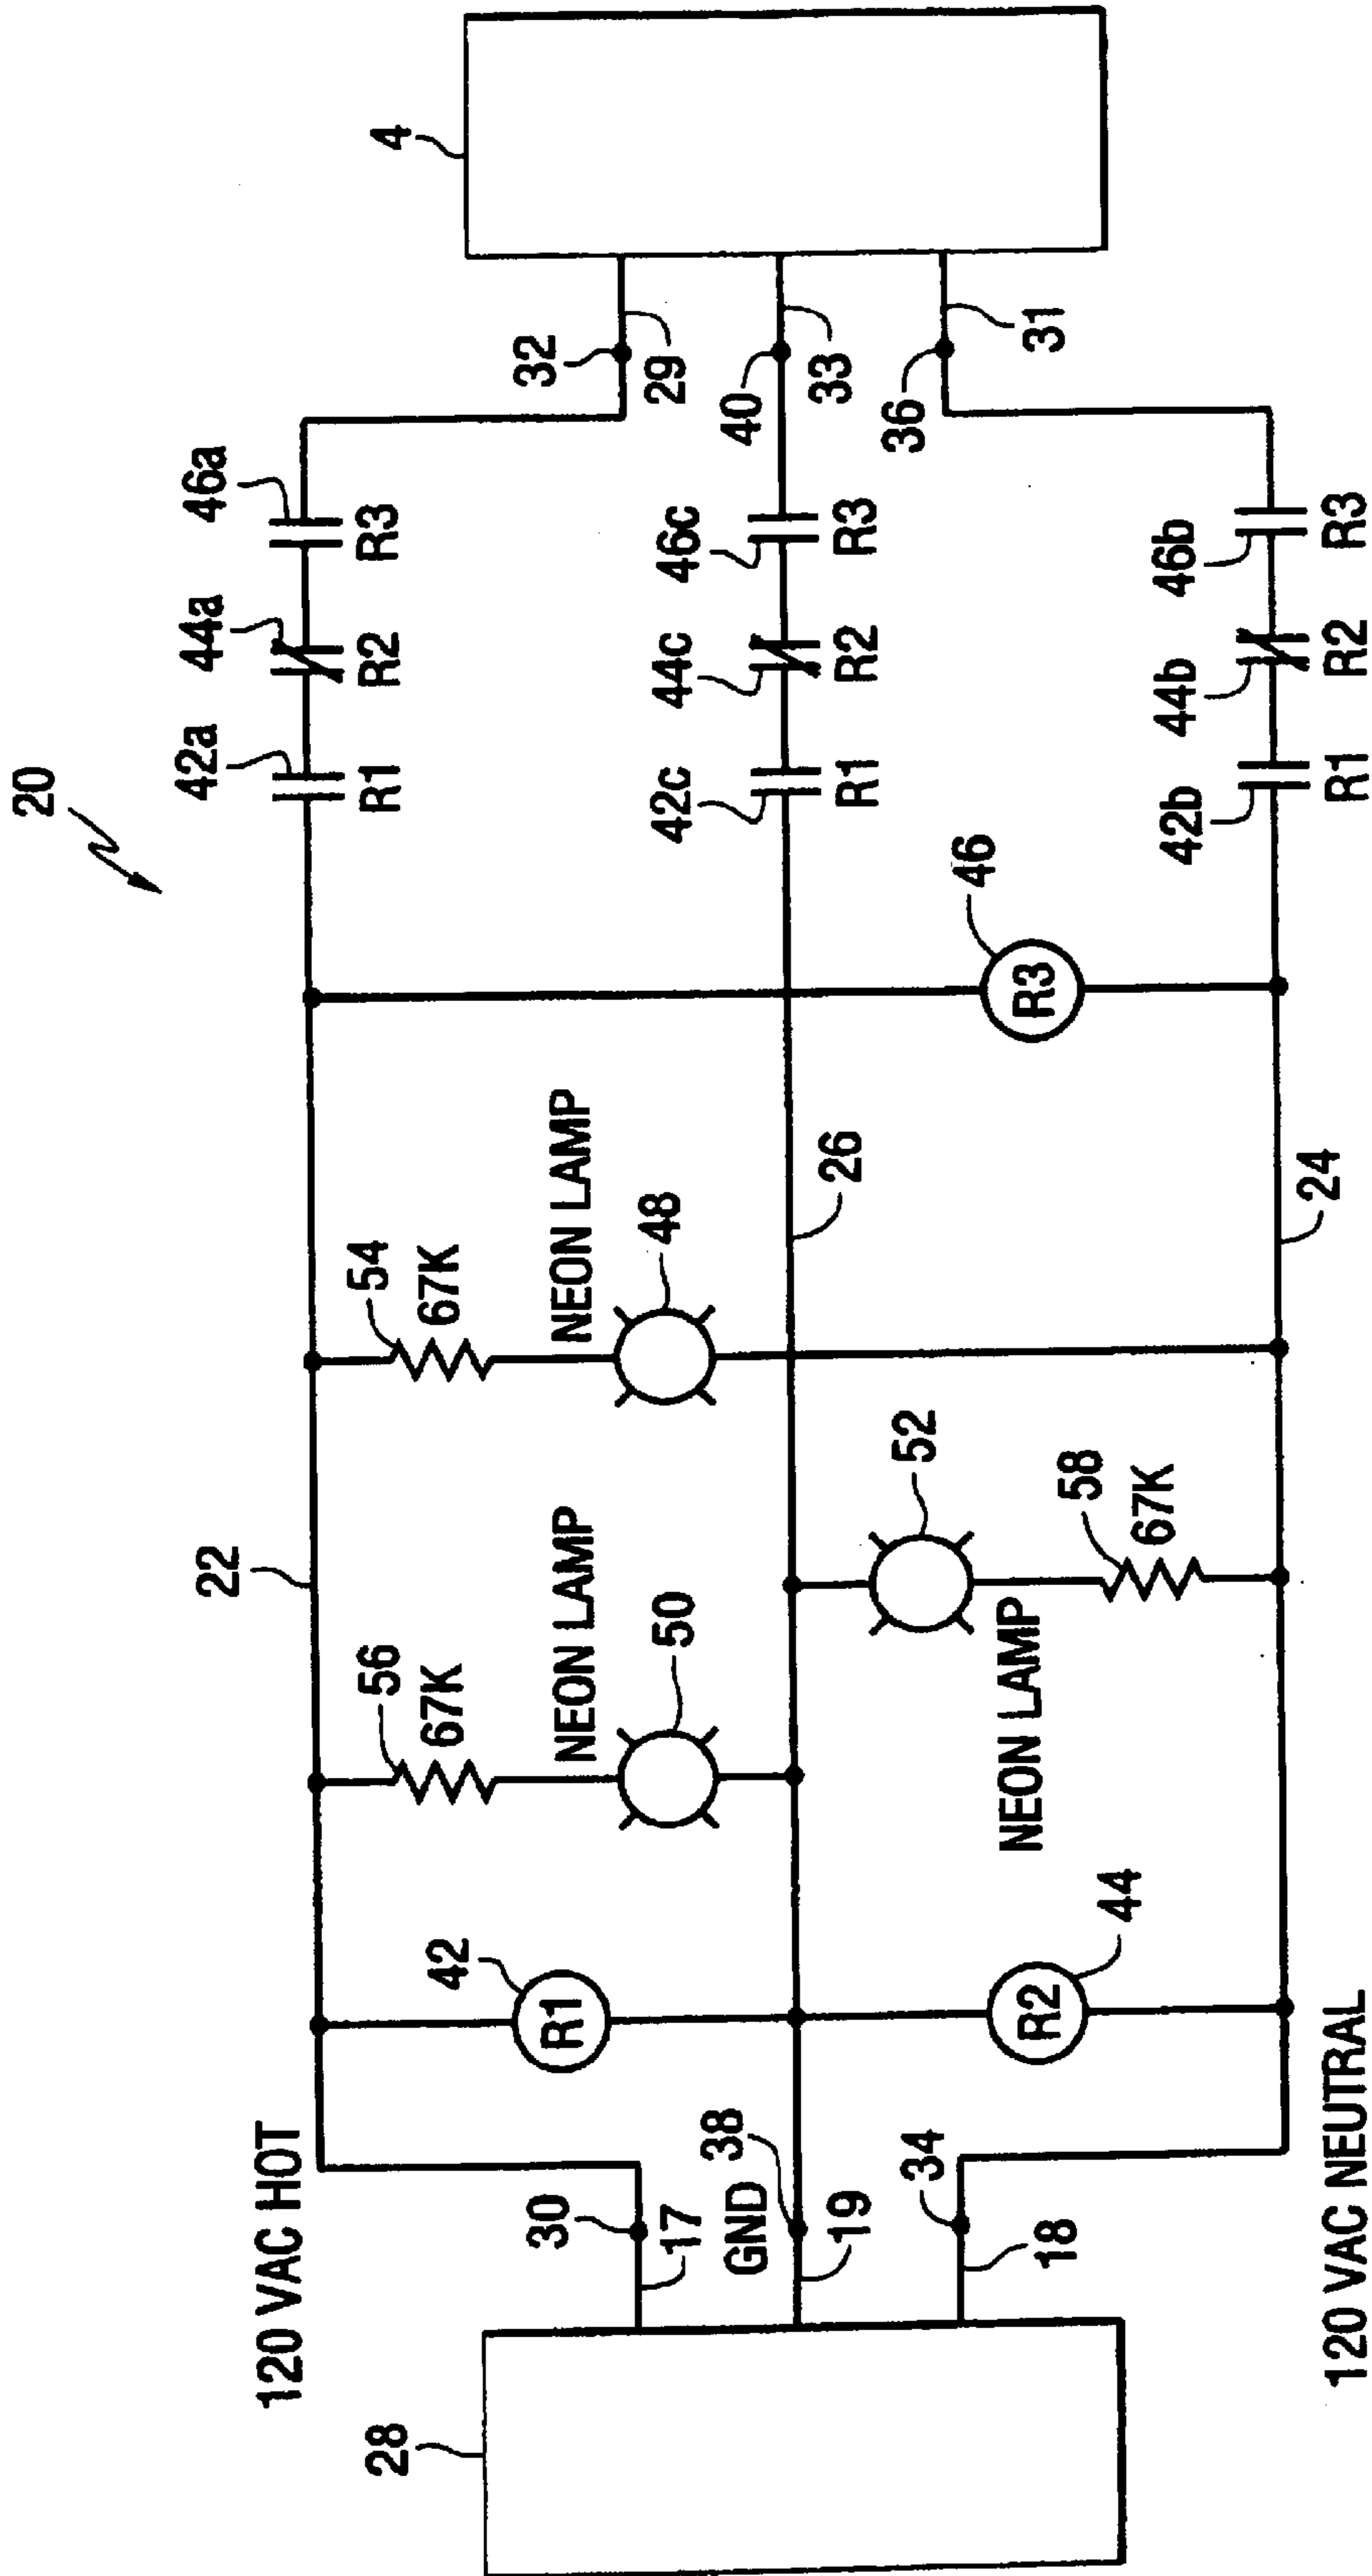 20
120 VAC HOT
22
42a
R1
44a
R2
46a
R3
28
30
17
GND
38
19
34
18
42
R1
44
R2
56
67K
NEON LAMP
50
52
NEON LAMP
58
67K
54
67K
NEON LAMP
48
26
24
46
R3
42c
R1
44c
R2
46c
R3
42b
R1
44b
R2
46b
R3
32
29
40
33
36
31
4
120 VAC NEUTRAL